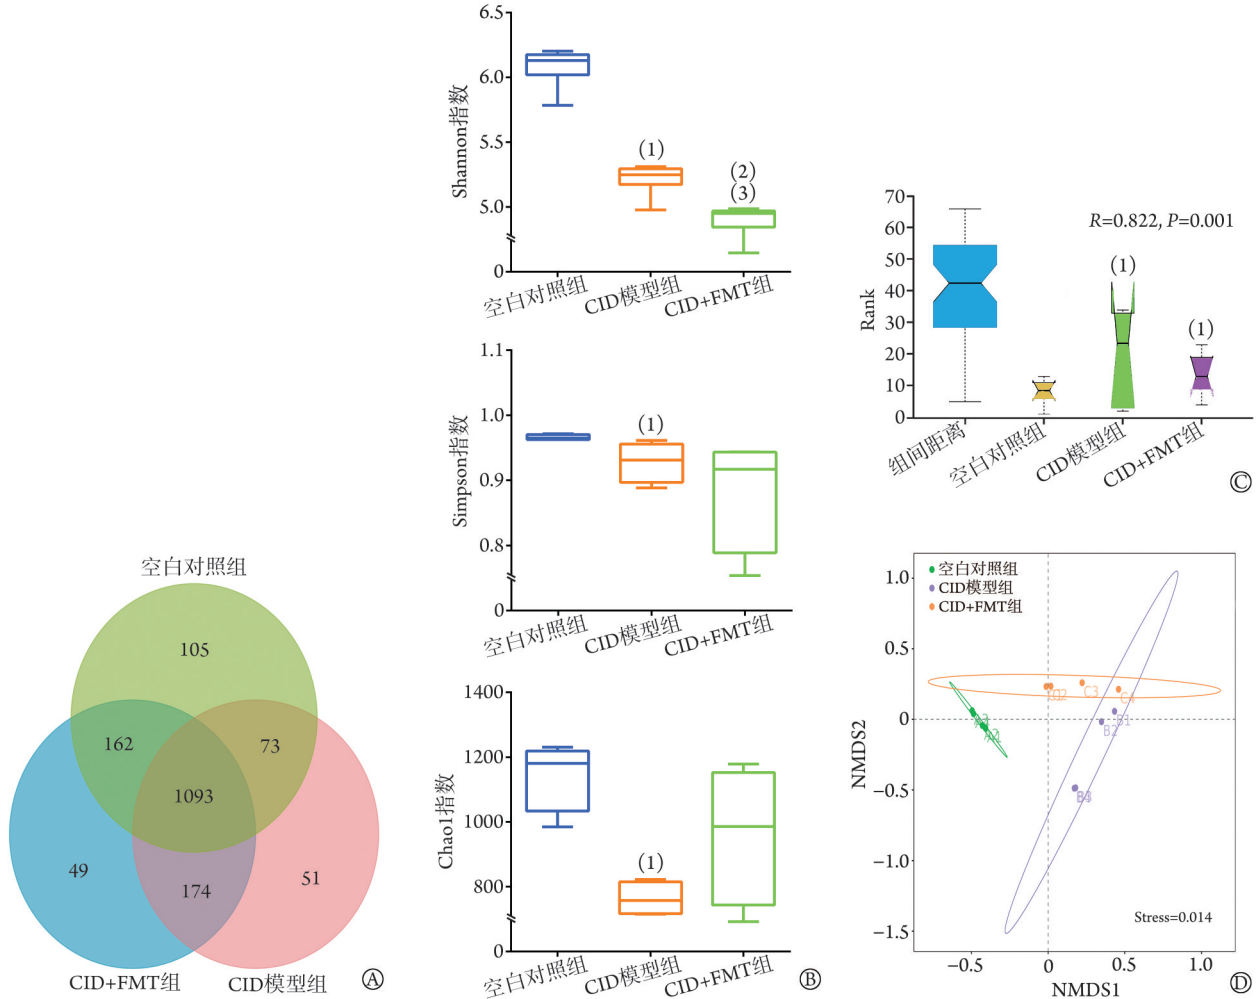 空白对照组
105
162
73
1093
49
174
51
CID+FMT组
CID模型组
Ⓐ
6.5
6.0
5.5
5.0
0
Shannon指数
(1)
(2)
(3)
空白对照组
CID模型组
CID+FMT组
1.1
1.0
0.9
0.8
0
Simpson指数
(1)
空白对照组
CID模型组
CID+FMT组
1400
1200
1000
800
0
Chao1指数
(1)
空白对照组
CID模型组
CID+FMT组
Ⓑ
70
60
50
40
30
20
10
0
Rank
R=0.822, P=0.001
(1)
(1)
组间距离
空白对照组
CID模型组
CID+FMT组
Ⓒ
空白对照组
CID模型组
CID+FMT组
1.0
0.5
0
−0.5
−1.0
−1.5
NMDS2
C3
C4
B1
B2
Stress=0.014
−0.5
0
0.5
1.0
NMDS1
Ⓓ